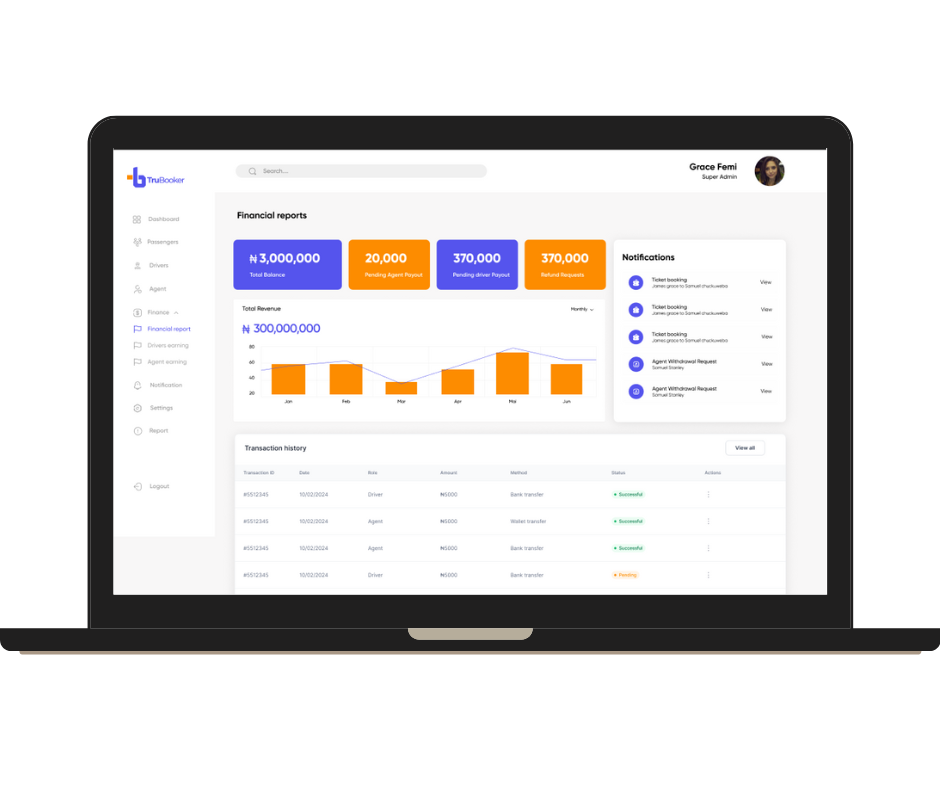 TruBooker
Search...
Grace Femi
Super Admin
Dashboard
Passengers
Drivers
Agent
Finance
Financial report
Drivers earning
Agent earning
Notification
Settings
Report
Logout
Financial reports
₦ 3,000,000
Total Balance
20,000
Pending Agent Payout
370,000
Pending driver Payout
370,000
Refund Requests
Total Revenue
Monthly
₦ 300,000,000
80
60
40
20
Jan Feb Mar Apr Mai Jun
Notifications
Ticket booking
James grace to Samuel chuckuweba
View
Ticket booking
James grace to Samuel chuckuweba
View
Ticket booking
James grace to Samuel chuckuweba
View
Agent Withdrawal Request
Samuel Stanley
View
Agent Withdrawal Request
Samuel Stanley
View
Transaction history
View all
Transaction ID Date Role Amount Method Status Actions
#5512345 10/02/2024 Driver ₦5000 Bank transfer Successful
#5512345 10/02/2024 Agent ₦5000 Wallet transfer Successful
#5512345 10/02/2024 Agent ₦5000 Bank transfer Successful
#5512345 10/02/2024 Driver ₦5000 Bank transfer Pending